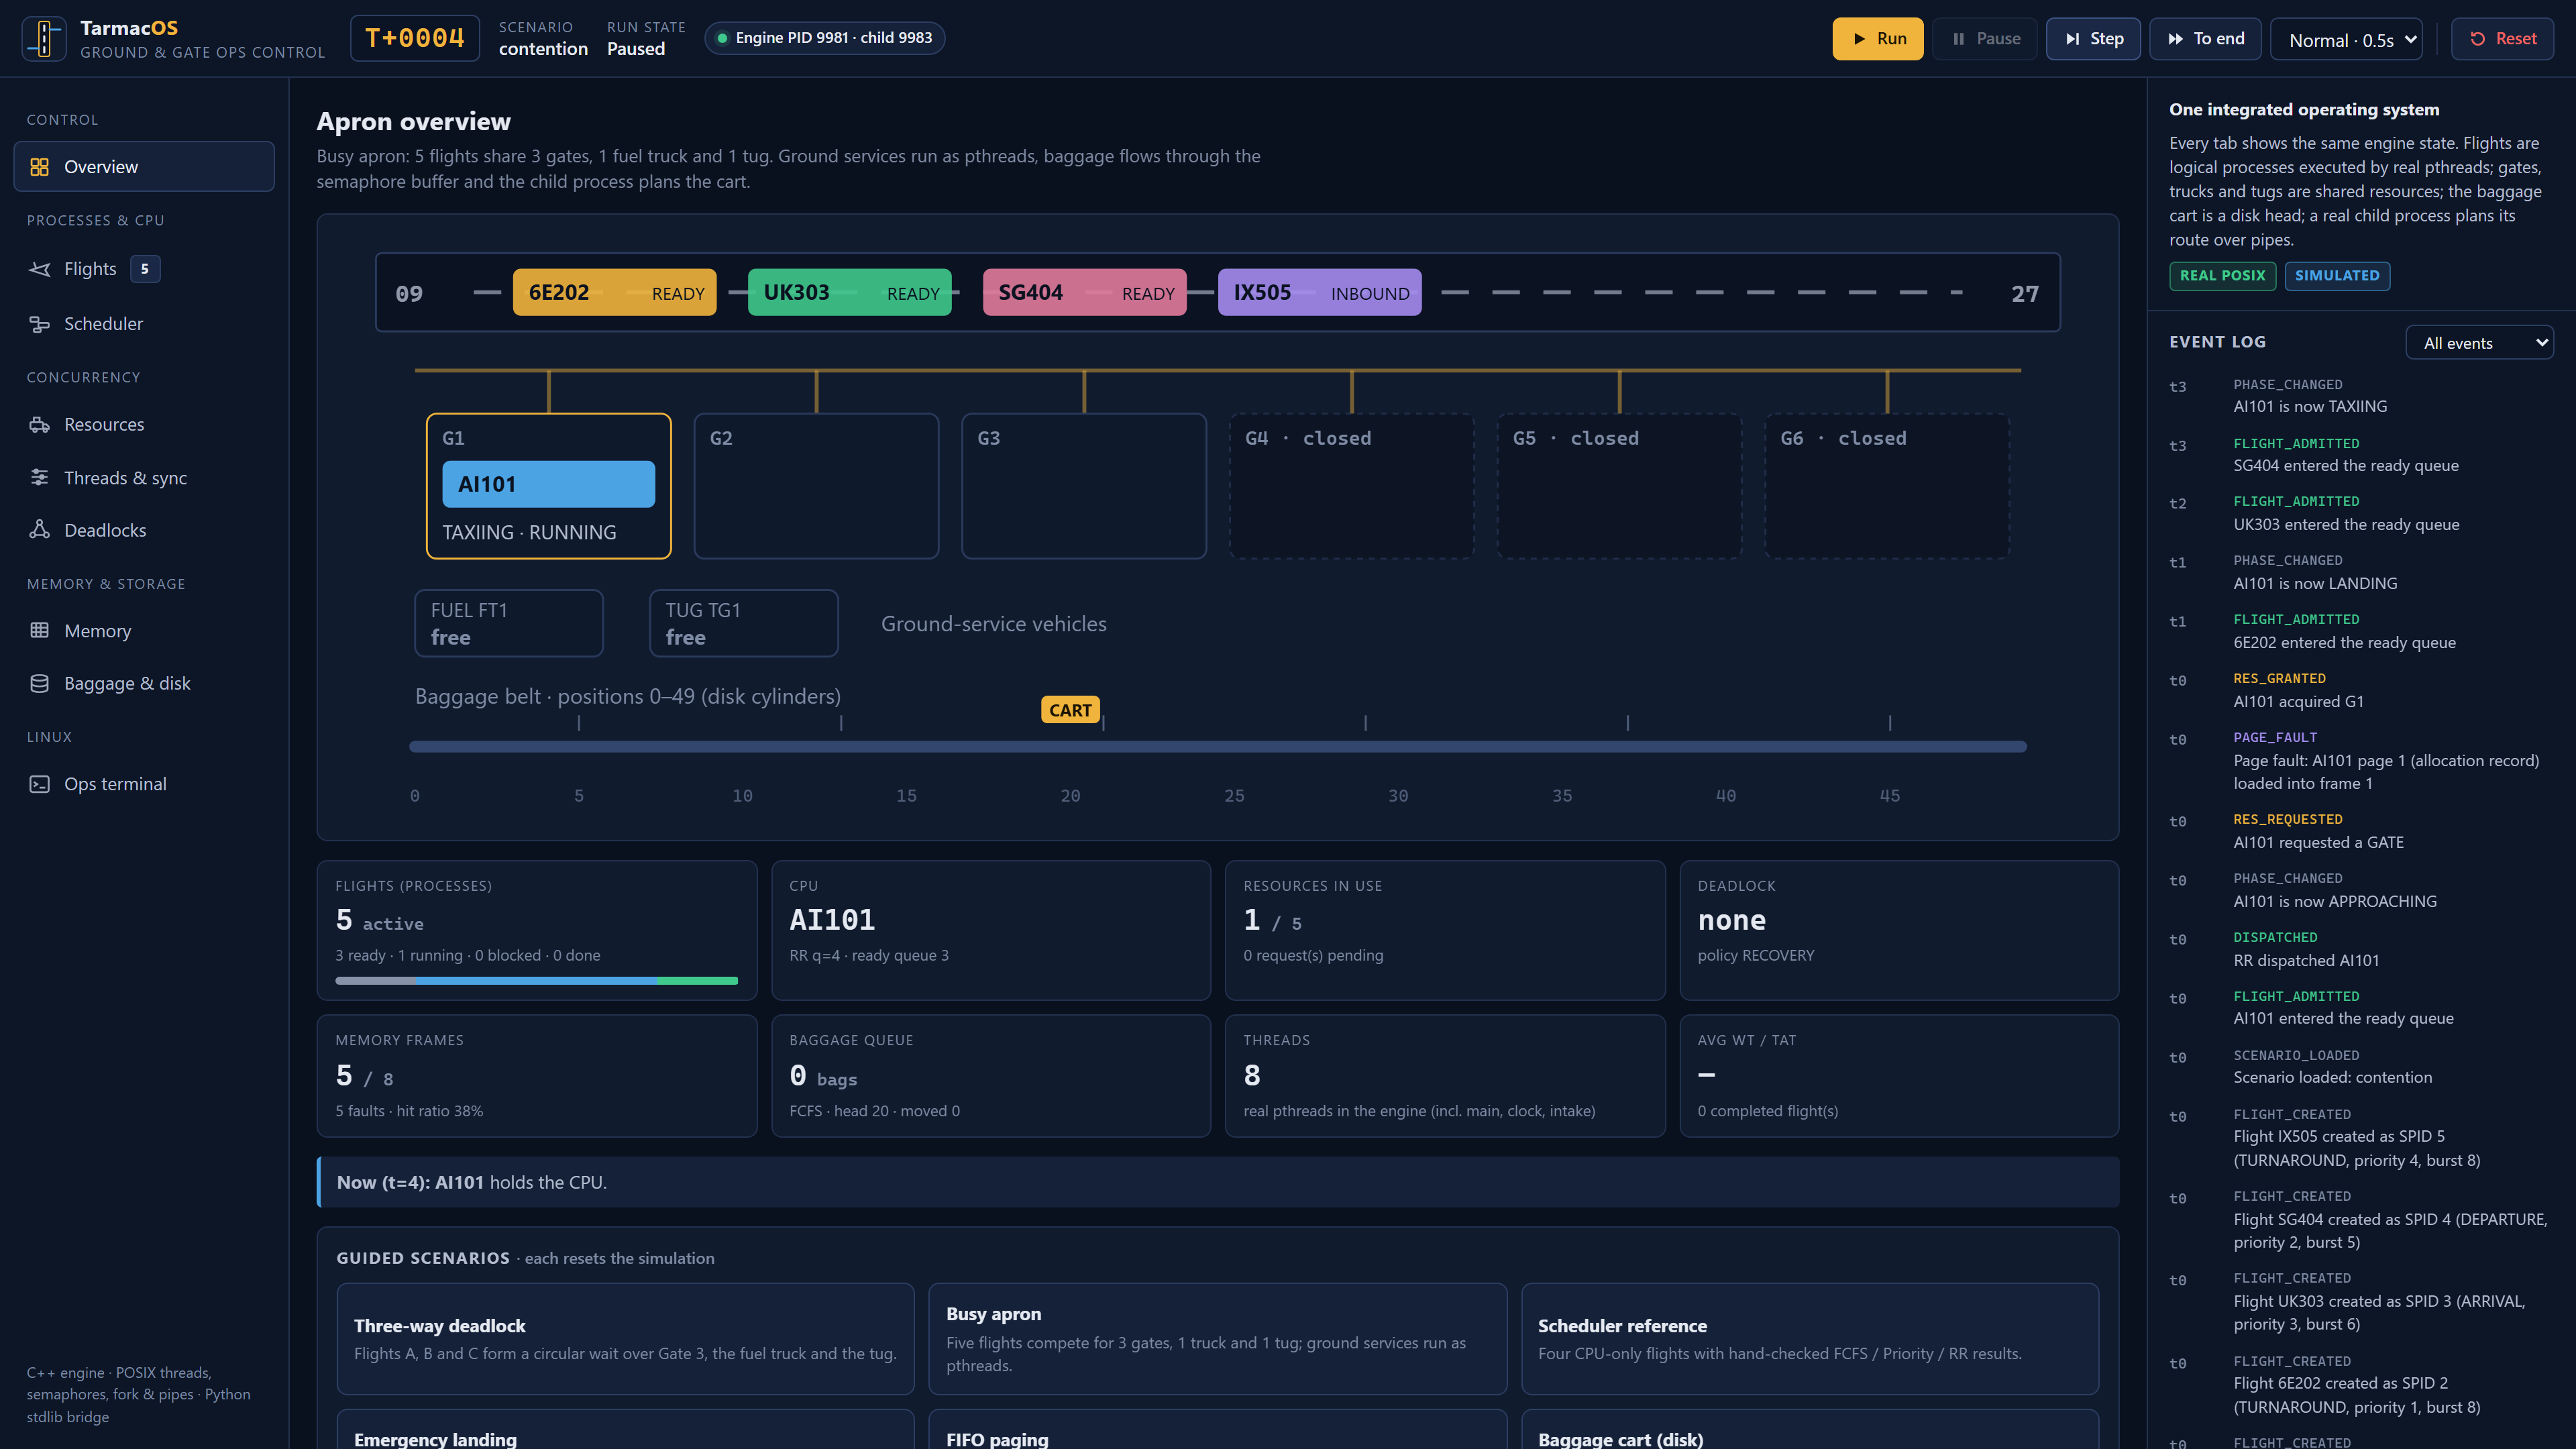 TarmacOS
GROUND & GATE OPS CONTROL
T+0004
SCENARIO
contention
RUN STATE
Paused
Engine PID 9981 · child 9983
Run
Pause
Step
To end
Normal · 0.5s
Reset
CONTROL
Overview
PROCESSES & CPU
Flights 5
Scheduler
CONCURRENCY
Resources
Threads & sync
Deadlocks
MEMORY & STORAGE
Memory
Baggage & disk
LINUX
Ops terminal
C++ engine · POSIX threads,
semaphores, fork & pipes · Python
stdlib bridge
Apron overview
Busy apron: 5 flights share 3 gates, 1 fuel truck and 1 tug. Ground services run as pthreads, baggage flows through the
semaphore buffer and the child process plans the cart.
09 6E202 READY UK303 READY SG404 READY IX505 INBOUND 27
G1
AI101
TAXIING · RUNNING
G2
G3
G4 · closed
G5 · closed
G6 · closed
FUEL FT1
free
TUG TG1
free
Ground-service vehicles
Baggage belt · positions 0–49 (disk cylinders)
CART
0 5 10 15 20 25 30 35 40 45
FLIGHTS (PROCESSES)
5 active
3 ready · 1 running · 0 blocked · 0 done
CPU
AI101
RR q=4 · ready queue 3
RESOURCES IN USE
1 / 5
0 request(s) pending
DEADLOCK
none
policy RECOVERY
MEMORY FRAMES
5 / 8
5 faults · hit ratio 38%
BAGGAGE QUEUE
0 bags
FCFS · head 20 · moved 0
THREADS
8
real pthreads in the engine (incl. main, clock, intake)
AVG WT / TAT
—
0 completed flight(s)
Now (t=4): AI101 holds the CPU.
GUIDED SCENARIOS · each resets the simulation
Three-way deadlock
Flights A, B and C form a circular wait over Gate 3, the fuel truck and the tug.
Busy apron
Five flights compete for 3 gates, 1 truck and 1 tug; ground services run as
pthreads.
Scheduler reference
Four CPU-only flights with hand-checked FCFS / Priority / RR results.
Emergency landing
FIFO paging
Baggage cart (disk)
One integrated operating system
Every tab shows the same engine state. Flights are
logical processes executed by real pthreads; gates,
trucks and tugs are shared resources; the baggage
cart is a disk head; a real child process plans its
route over pipes.
REAL POSIX
SIMULATED
EVENT LOG
All events
t3 PHASE_CHANGED
AI101 is now TAXIING
t3 FLIGHT_ADMITTED
SG404 entered the ready queue
t2 FLIGHT_ADMITTED
UK303 entered the ready queue
t1 PHASE_CHANGED
AI101 is now LANDING
t1 FLIGHT_ADMITTED
6E202 entered the ready queue
t0 RES_GRANTED
AI101 acquired G1
t0 PAGE_FAULT
Page fault: AI101 page 1 (allocation record)
loaded into frame 1
t0 RES_REQUESTED
AI101 requested a GATE
t0 PHASE_CHANGED
AI101 is now APPROACHING
t0 DISPATCHED
RR dispatched AI101
t0 FLIGHT_ADMITTED
AI101 entered the ready queue
t0 SCENARIO_LOADED
Scenario loaded: contention
t0 FLIGHT_CREATED
Flight IX505 created as SPID 5
(TURNAROUND, priority 4, burst 8)
t0 FLIGHT_CREATED
Flight SG404 created as SPID 4 (DEPARTURE,
priority 2, burst 5)
t0 FLIGHT_CREATED
Flight UK303 created as SPID 3 (ARRIVAL,
priority 3, burst 6)
t0 FLIGHT_CREATED
Flight 6E202 created as SPID 2
(TURNAROUND, priority 1, burst 8)
t0 FLIGHT_CREATED